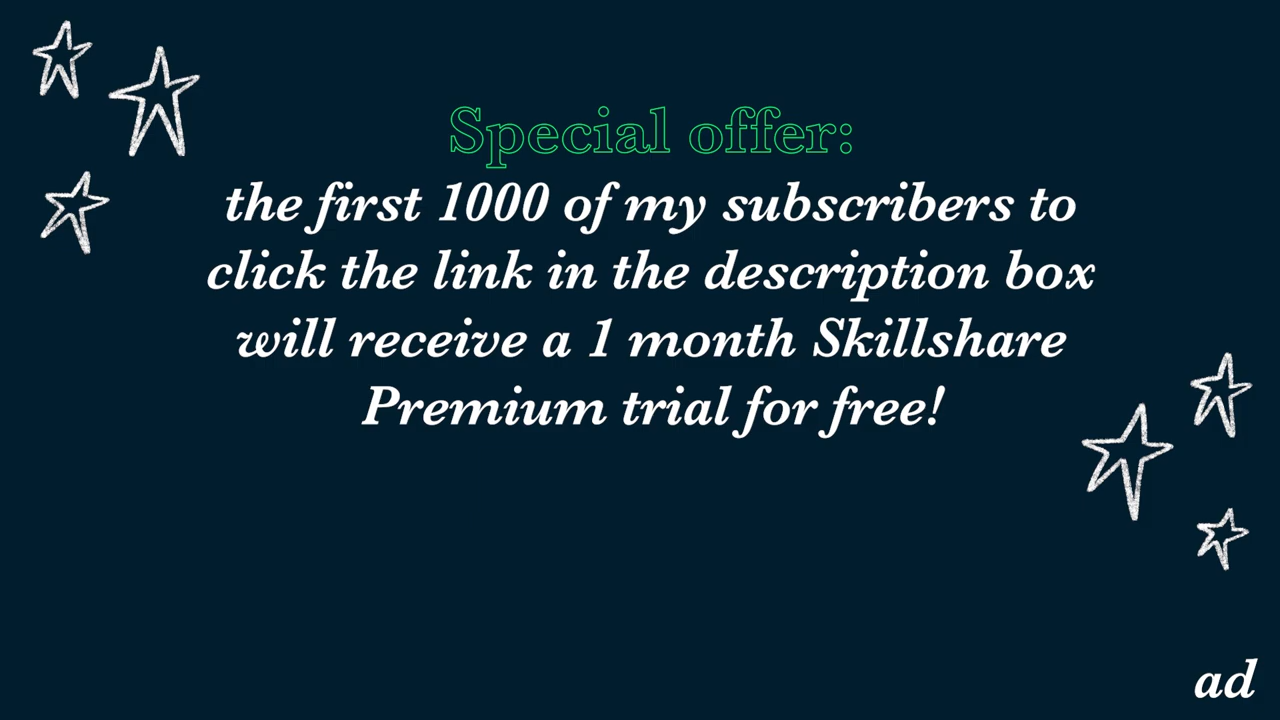 Special offer:
the first 1000 of my subscribers to
click the link in the description box
will receive a 1 month Skillshare
Premium trial for free!
ad